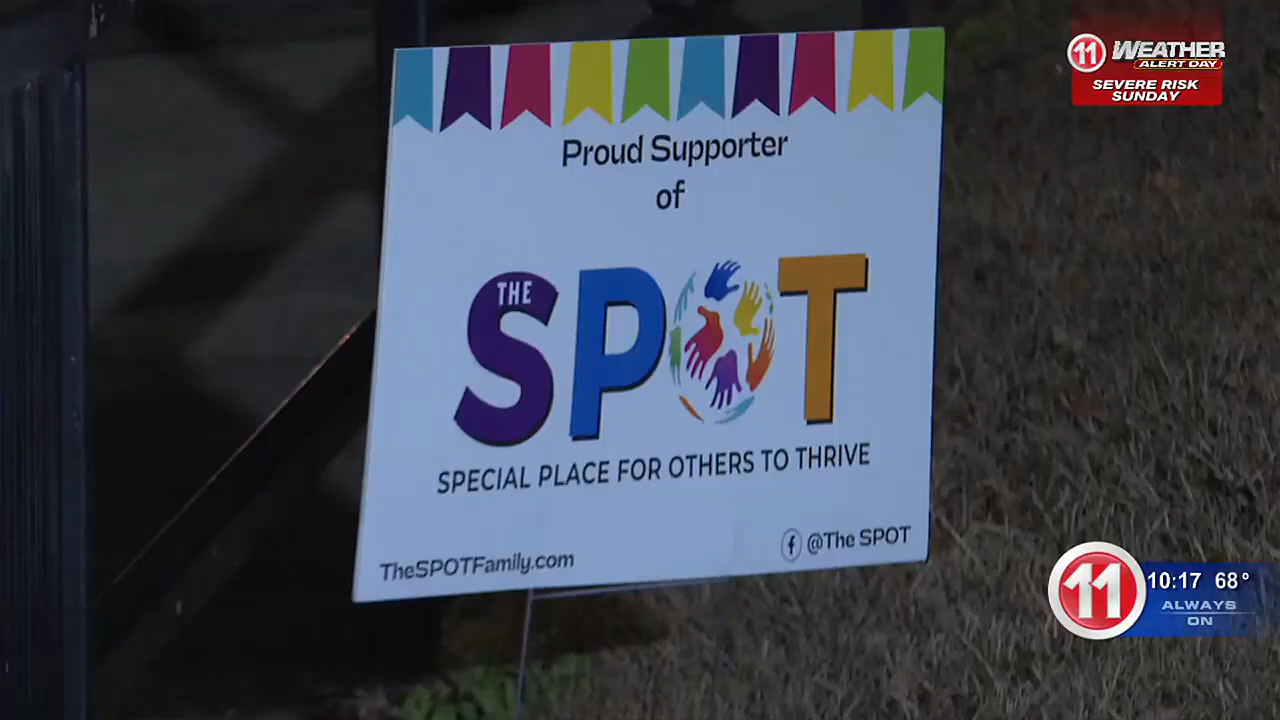 11 WEATHER
ALERT DAY
SEVERE RISK
SUNDAY
Proud Supporter
of
THE
SPOT
SPECIAL PLACE FOR OTHERS TO THRIVE
TheSPOTFamily.com
f @The SPOT
11 10:17 68°
ALWAYS
ON